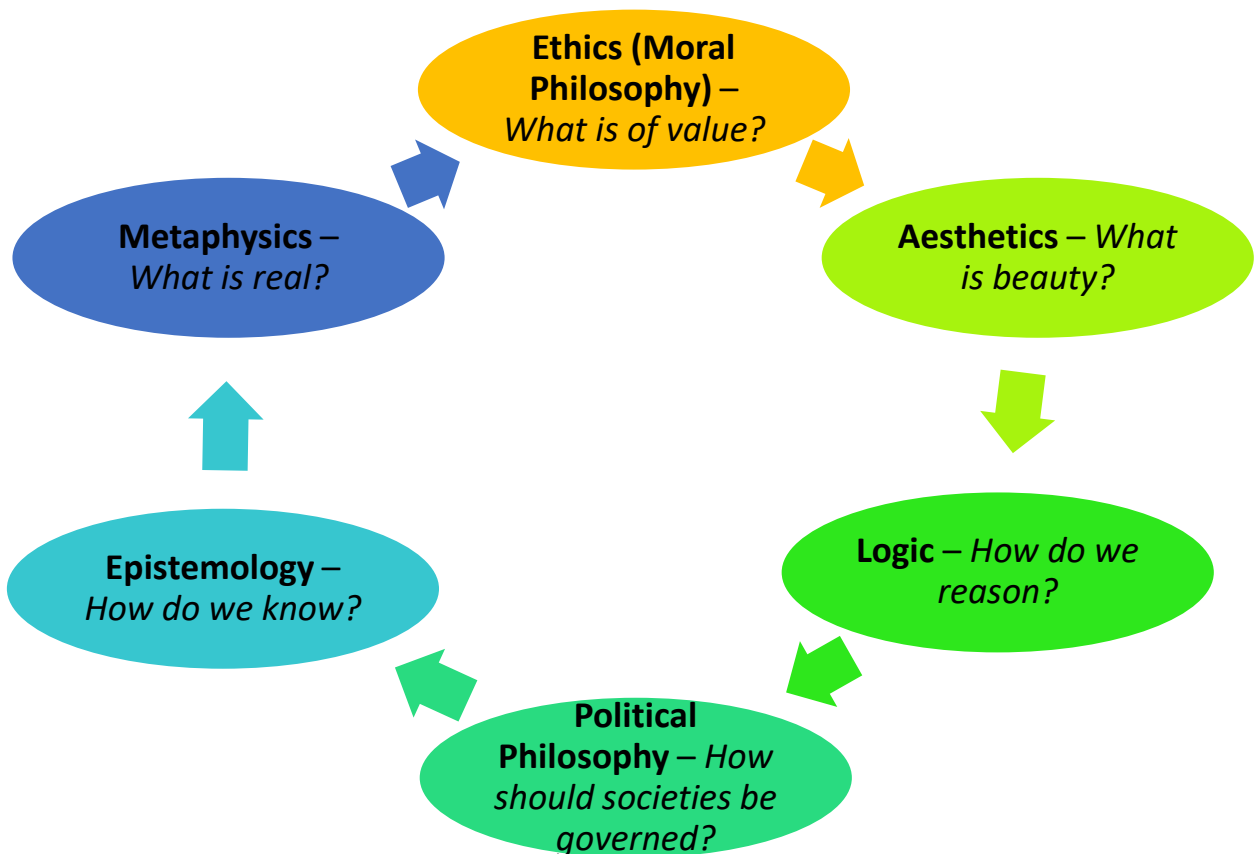 Ethics (Moral
Philosophy) –
What is of value?
Metaphysics –
What is real?
Aesthetics – What
is beauty?
Epistemology –
How do we know?
Logic – How do we
reason?
Political
Philosophy – How
should societies be
governed?